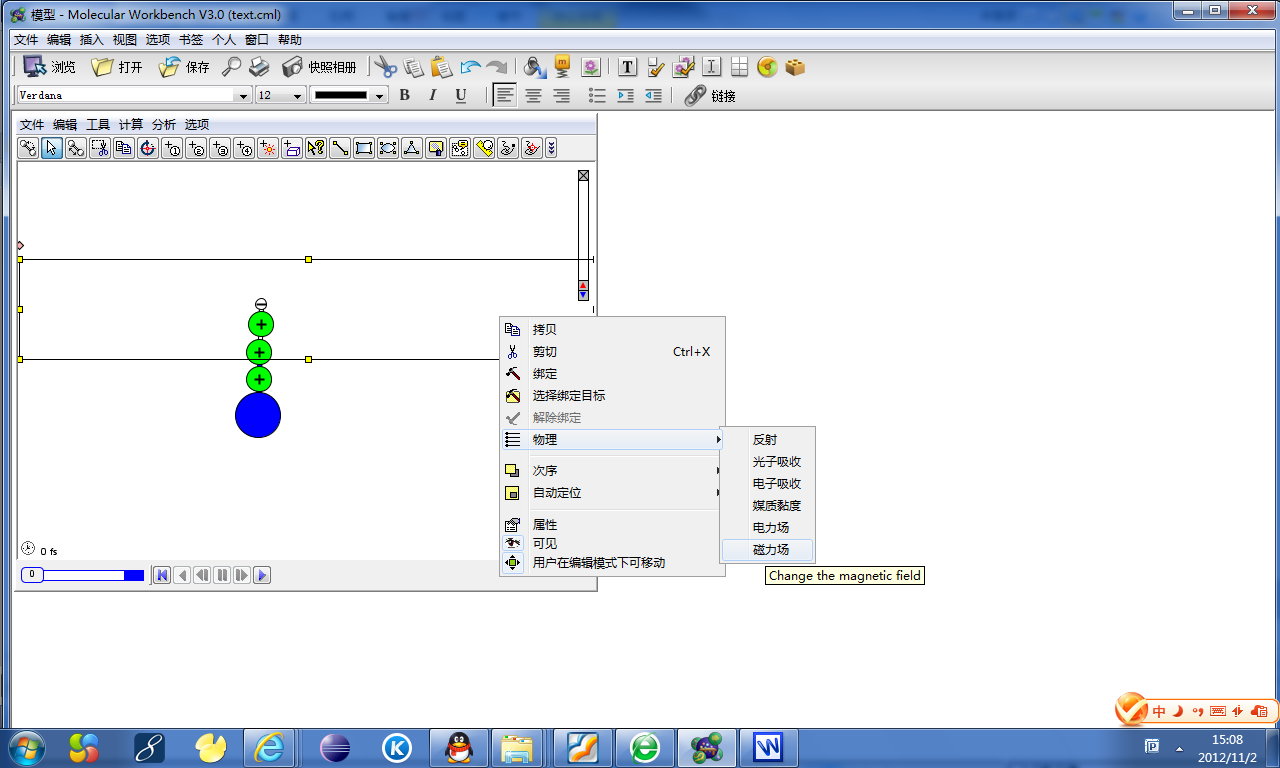 模型 - Molecular Workbench V3.0 (text.cml)
文件 编辑 插入 视图 选项 书签 个人 窗口 帮助
浏览 打开 保存 快照相册 T
Verdana 12 B I U 链接
文件 编辑 工具 计算 分析 选项
拷贝
剪切 Ctrl+X
绑定
选择绑定目标
解除绑定
物理
次序
自动定位
属性
可见
用户在编辑模式下可移动
反射
光子吸收
电子吸收
媒质黏度
电力场
磁力场
Change the magnetic field
0 fs
0
中
15:08
2012/11/2